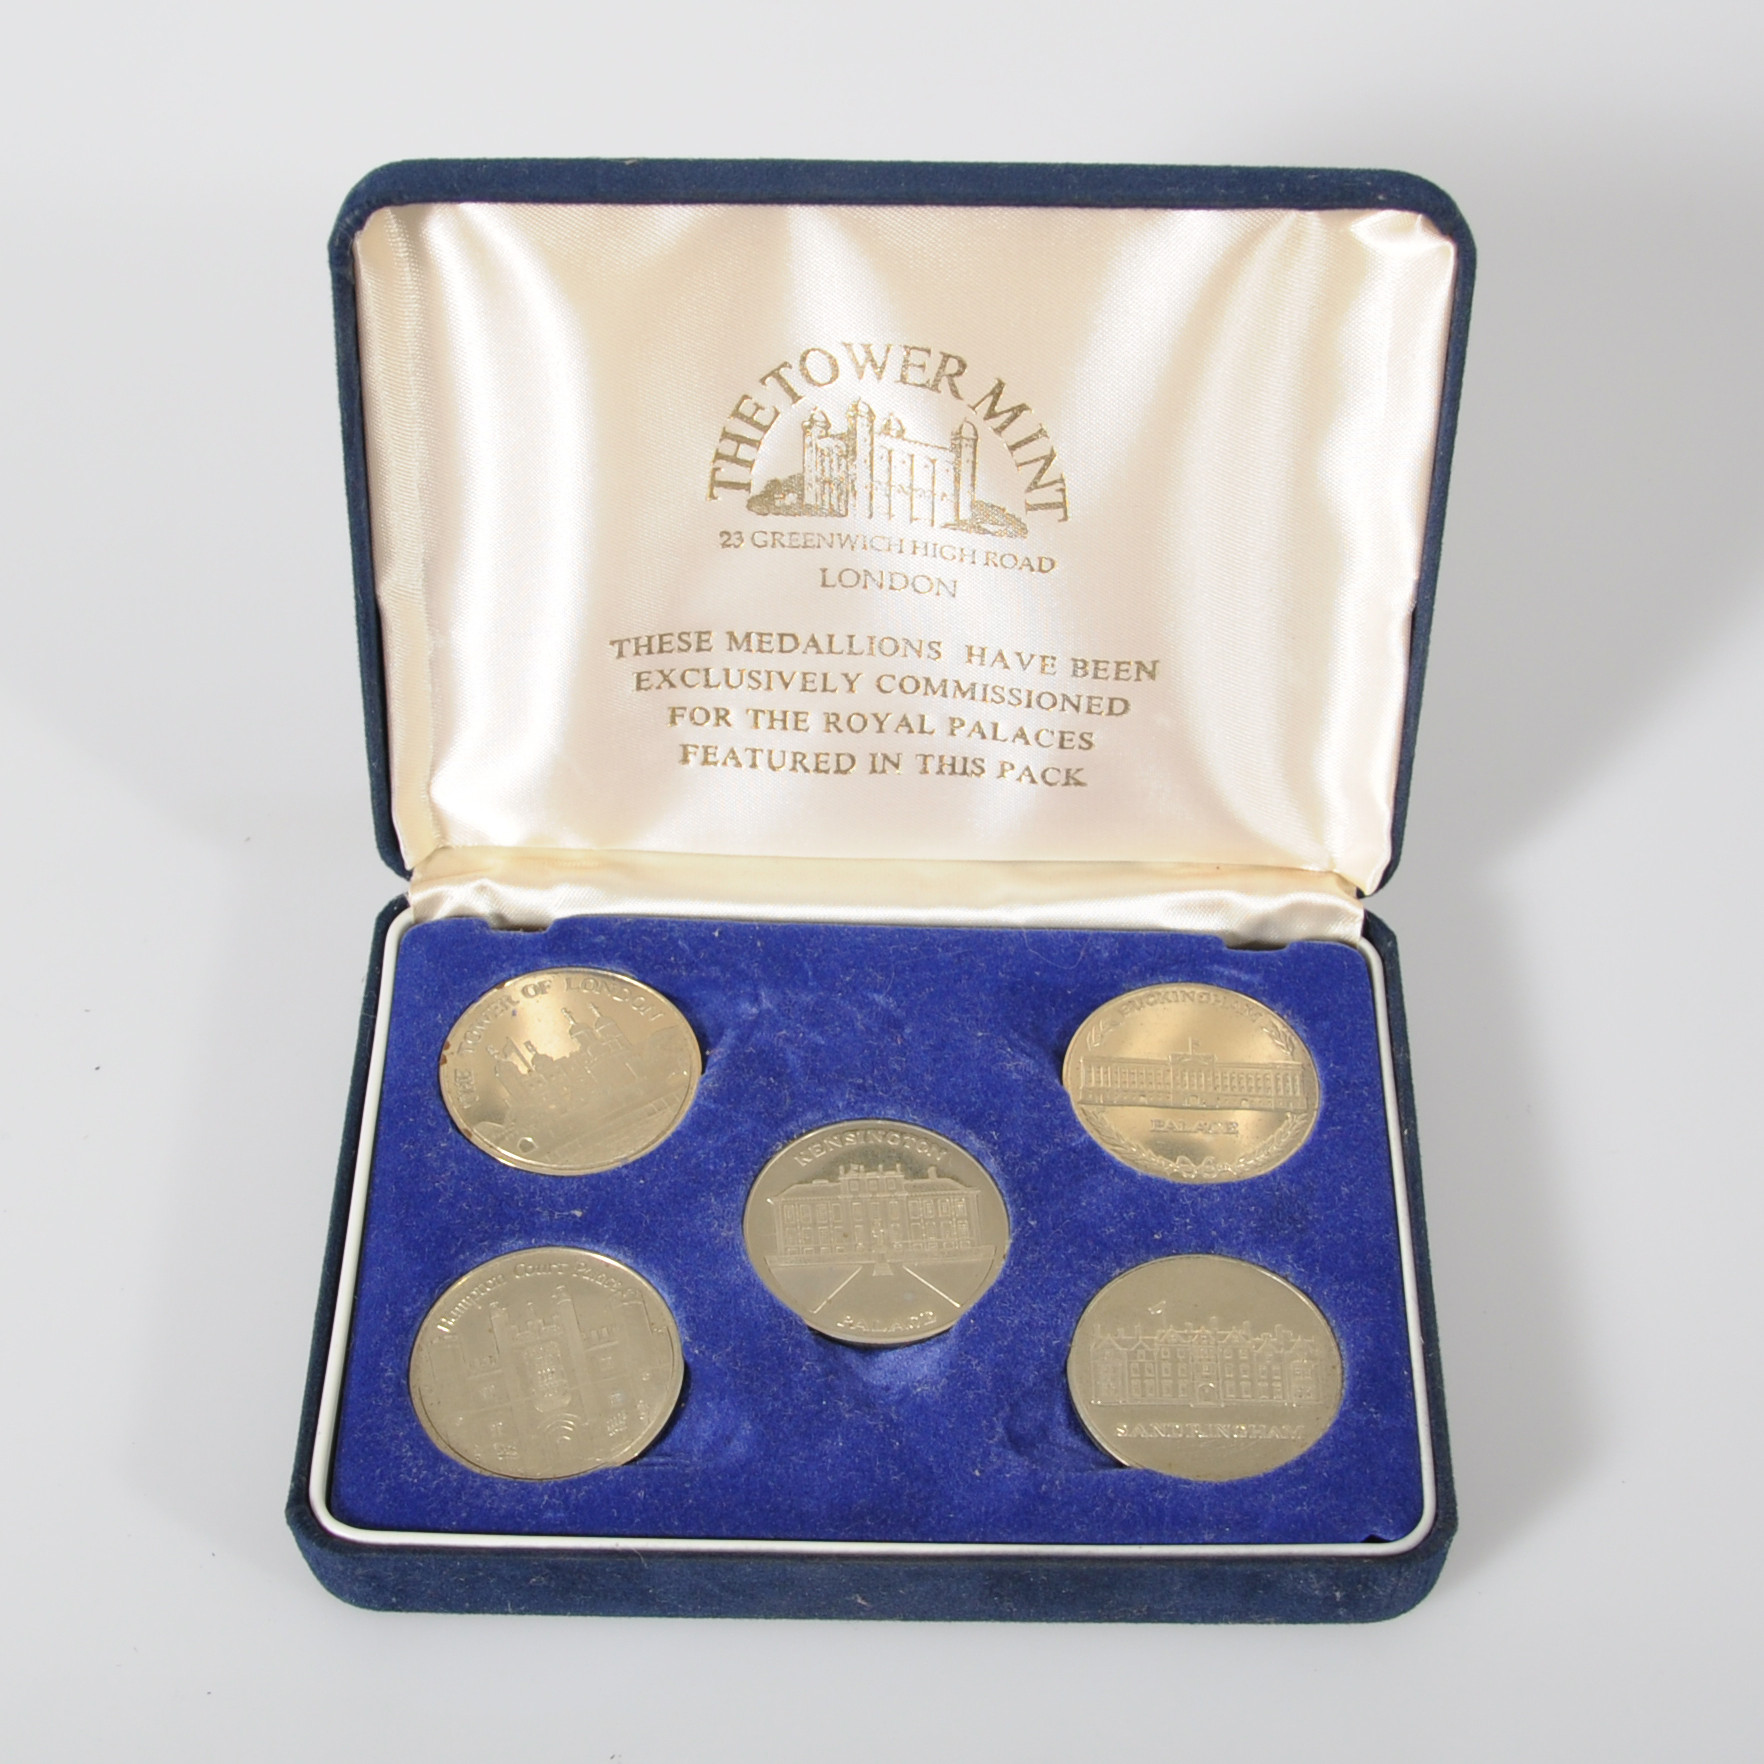 THE TOWER MINT
23 GREENWICH HIGH ROAD
LONDON
THESE MEDALLIONS HAVE BEEN
EXCLUSIVELY COMMISSIONED
FOR THE ROYAL PALACES
FEATURED IN THIS PACK
THE TOWER OF LONDON
BUCKINGHAM
PALACE
KENSINGTON
PALACE
Hampton Court Palace
SANDRINGHAM